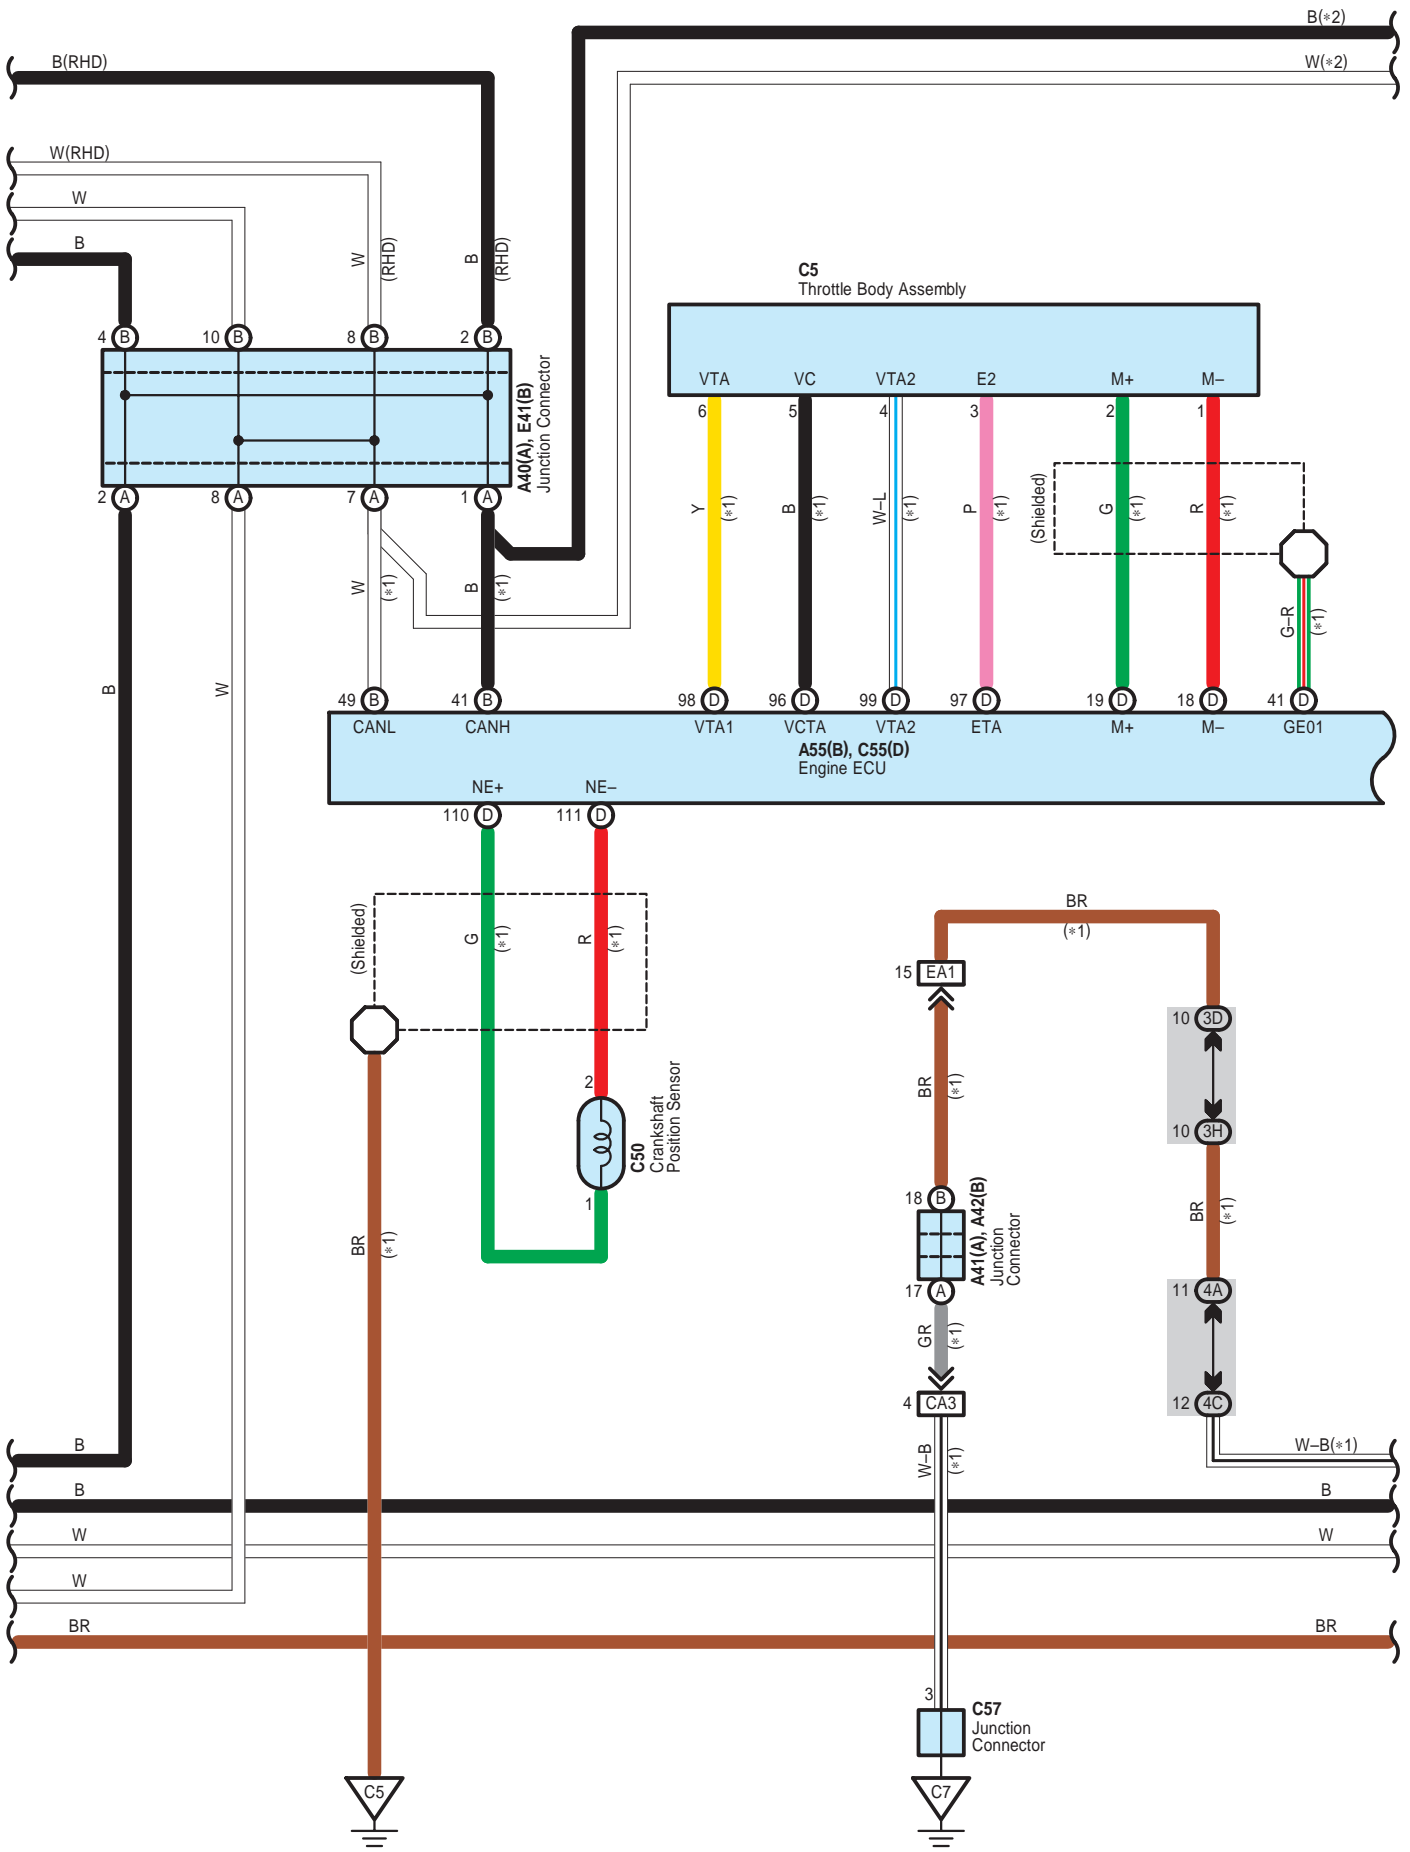 B(∗2)
B(RHD)
W(∗2)
W(RHD)
W
B
W
(RHD)
B
(RHD)
C5
Throttle Body Assembly
4 B
10 B
8 B
2 B
A40(A), E41(B)
Junction Connector
VTA
VC
VTA2
E2
M+
M–
6
5
4
3
2
1
2 A
8 A
7 A
1 A
Y
(∗1)
B
(∗1)
W–L
(∗1)
P
(∗1)
(Shielded)
G
(∗1)
R
(∗1)
W
(∗1)
B
(∗1)
G–R
(∗1)
B
W
49 B
41 B
98 D
96 D
99 D
97 D
19 D
18 D
41 D
CANL
CANH
VTA1
VCTA
VTA2
ETA
M+
M–
GE01
A55(B), C55(D)
Engine ECU
NE+
NE–
110 D
111 D
(Shielded)
G
(∗1)
R
(∗1)
BR
(∗1)
15 EA1
10 3D
BR
(∗1)
2
C50
Crankshaft
Position Sensor
1
10 3H
18 B
A41(A), A42(B)
Junction
Connector
BR
(∗1)
BR
(∗1)
17 A
11 4A
GR
(∗1)
4 CA3
12 4C
B
W–B
(∗1)
W–B(∗1)
B
B
W
W
W
BR
BR
3
C57
Junction
Connector
C5
C7